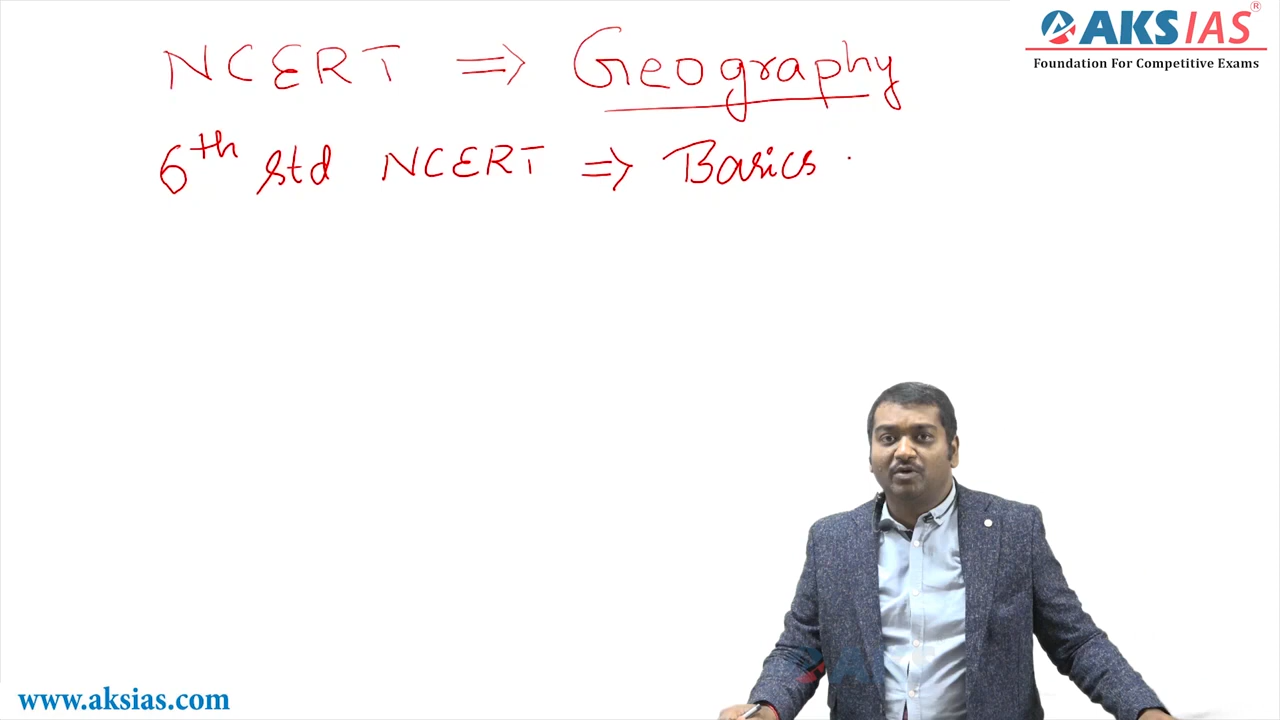 NCERT ⇒ Geography
6th std NCERT ⇒ Basics
AKS IAS®
Foundation For Competitive Exams
www.aksias.com